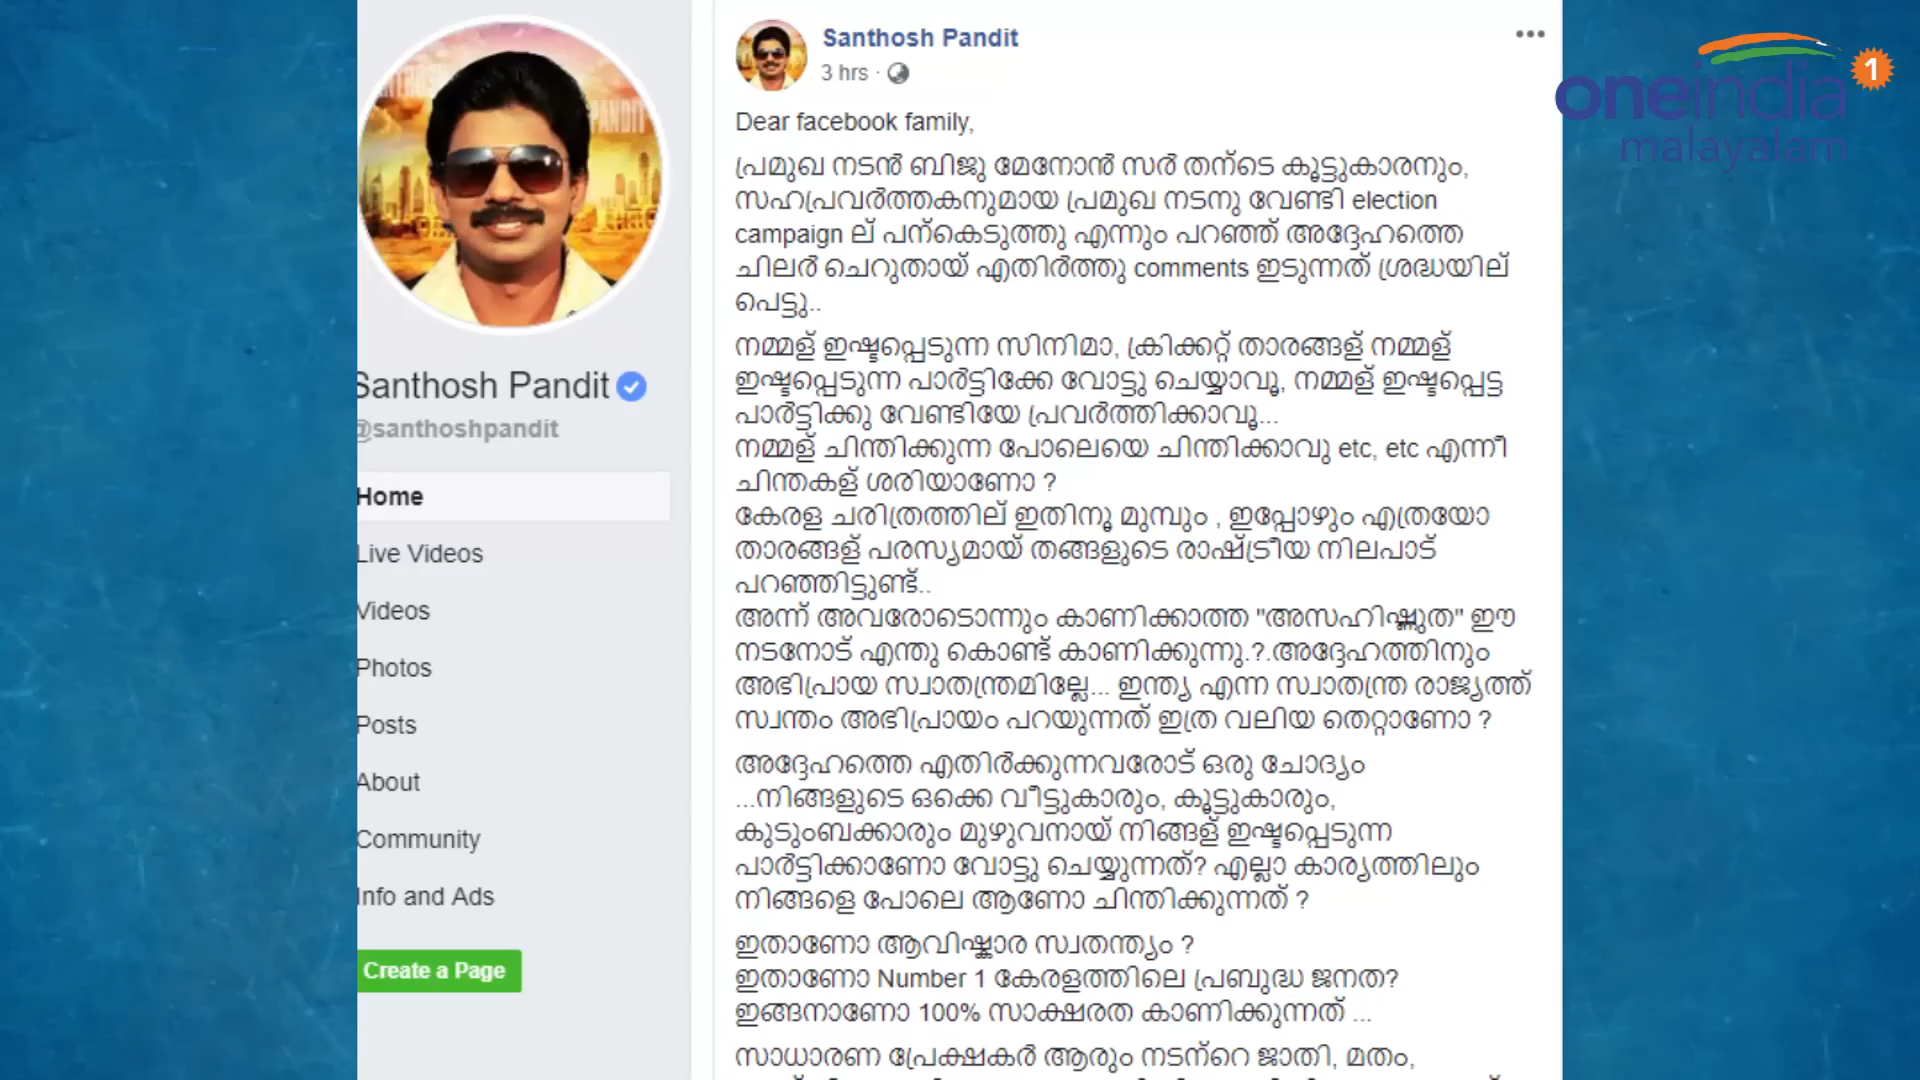 Santhosh Pandit
@santhoshpandit
Home
Live Videos
Videos
Photos
Posts
About
Community
Info and Ads
Create a Page
Santhosh Pandit
3 hrs ·
Dear facebook family,
പ്രമുഖ നടൻ ബിജു മേനോൻ സർ തന്ടെ കൂട്ടുകാരനും,
സഹപ്രവർത്തകനുമായ പ്രമുഖ നടനു വേണ്ടി election
campaign ല് പന്കെടുത്തു എന്നും പറഞ്ഞ് അദ്ദേഹത്തെ
ചിലർ ചെറുതായ് എതിർത്തു comments ഇടുന്നത് ശ്രദ്ധയില്
പെട്ടു..
നമ്മള് ഇഷ്ടപ്പെടുന്ന സിനിമാ, ക്രിക്കറ്റ് താരങ്ങള് നമ്മള്
ഇഷ്ടപ്പെടുന്ന പാർട്ടിക്കേ വോട്ടു ചെയ്യാവൂ, നമ്മള് ഇഷ്ടപ്പെട്ട
പാർട്ടിക്കു വേണ്ടിയേ പ്രവർത്തിക്കാവൂ...
നമ്മള് ചിന്തിക്കുന്ന പോലെയെ ചിന്തിക്കാവു etc, etc എന്നീ
ചിന്തകള് ശരിയാണോ ?
കേരള ചരിത്രത്തില് ഇതിനൂ മുമ്പും , ഇപ്പോഴും എത്രയോ
താരങ്ങള് പരസ്യമായ് തങ്ങളുടെ രാഷ്ട്രീയ നിലപാട്
പറഞ്ഞിട്ടുണ്ട്..
അന്ന് അവരോടൊന്നും കാണിക്കാത്ത "അസഹിഷ്ണുത" ഈ
നടനോട് എന്തു കൊണ്ട് കാണിക്കുന്നു.?.അദ്ദേഹത്തിനും
അഭിപ്രായ സ്വാതന്ത്രമില്ലേ... ഇന്ത്യ എന്ന സ്വാതന്ത്ര രാജ്യത്ത്
സ്വന്തം അഭിപ്രായം പറയുന്നത് ഇത്ര വലിയ തെറ്റാണോ ?
അദ്ദേഹത്തെ എതിർക്കുന്നവരോട് ഒരു ചോദ്യം
...നിങ്ങളുടെ ഒക്കെ വീട്ടുകാരും, കൂട്ടുകാരും,
കുടുംബക്കാരും മുഴുവനായ് നിങ്ങള് ഇഷ്ടപ്പെടുന്ന
പാർട്ടിക്കാണോ വോട്ടു ചെയ്യുന്നത്? എല്ലാ കാര്യത്തിലും
നിങ്ങളെ പോലെ ആണോ ചിന്തിക്കുന്നത് ?
ഇതാണോ ആവിഷ്കാര സ്വതന്ത്യം ?
ഇതാണോ Number 1 കേരളത്തിലെ പ്രബുദ്ധ ജനത?
ഇങ്ങനാണോ 100% സാക്ഷരത കാണിക്കുന്നത് ...
സാധാരണ പ്രേക്ഷകർ ആരും നടന്റെ ജാതി, മതം,
oneindia
malayalam
1